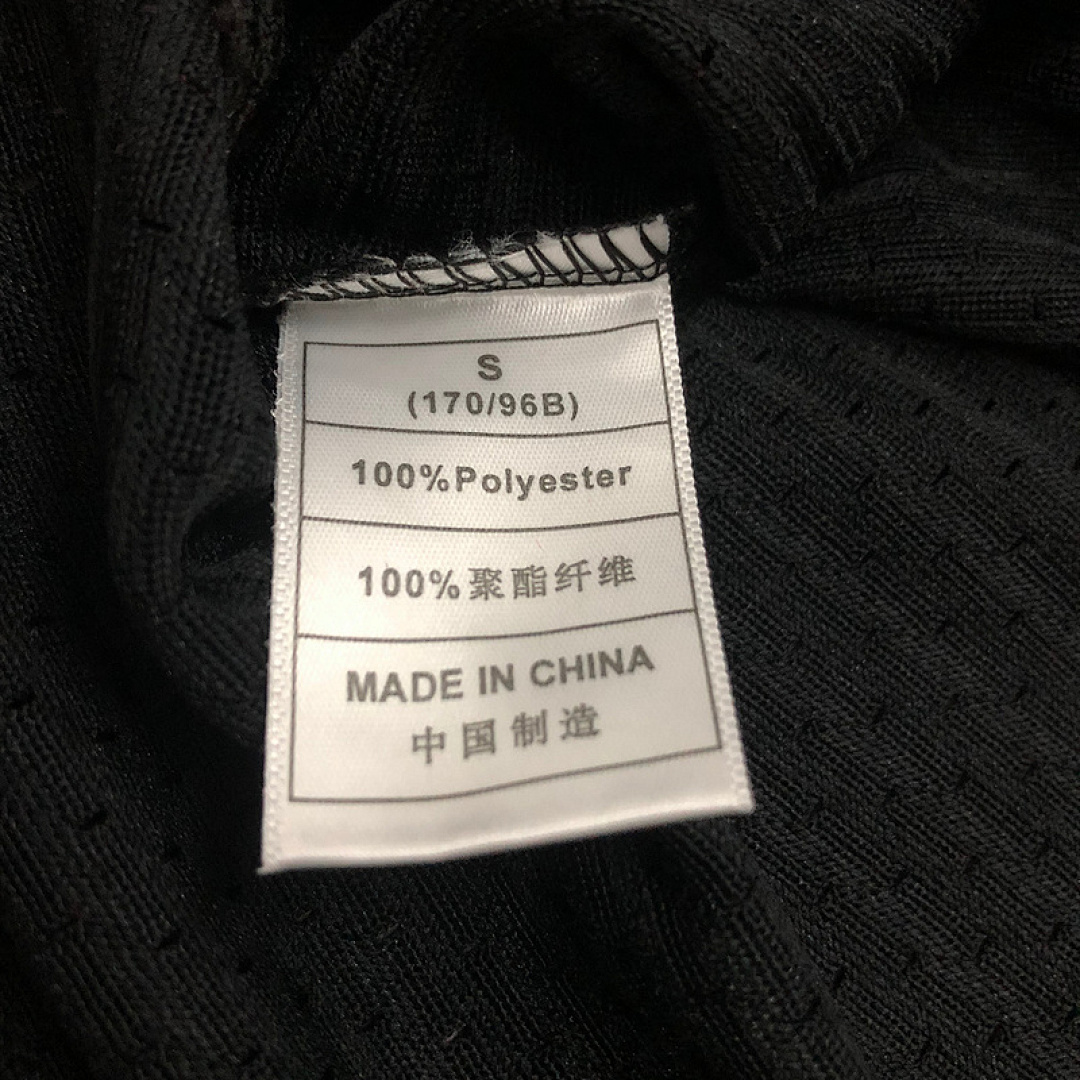 S
(170/96B)
100%Polyester
100%聚酯纤维
MADE IN CHINA
中国制造